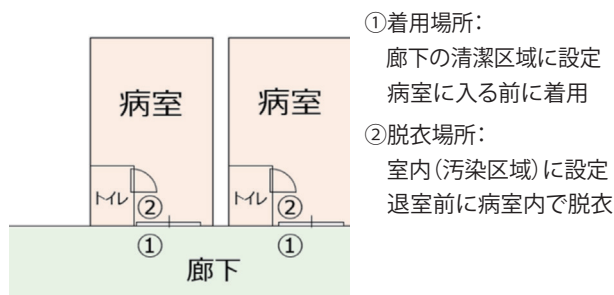 病室
病室
トイレ
トイレ
②
②
①
①
廊下
①着用場所：
廊下の清潔区域に設定
病室に入る前に着用
②脱衣場所：
室内（汚染区域）に設定
退室前に病室内で脱衣